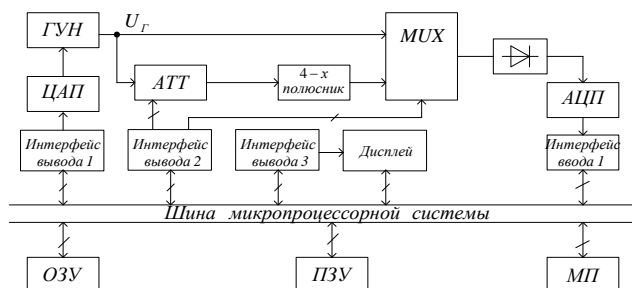 ГУН
U_Г
MUX
ЦАП
АТТ
4-х
полюсник
АЦП
Интерфейс
вывода 1
Интерфейс
вывода 2
Интерфейс
вывода 3
Дисплей
Интерфейс
ввода 1
Шина микропроцессорной системы
ОЗУ
ПЗУ
МП